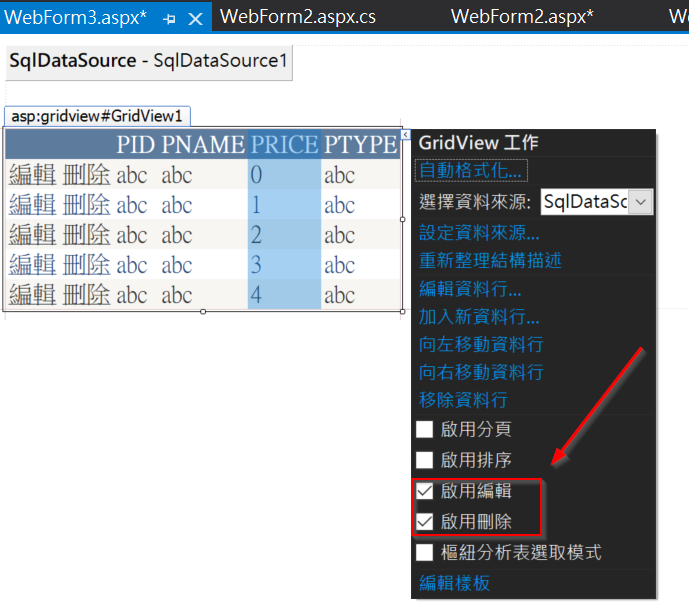 WebForm3.aspx* WebForm2.aspx.cs WebForm2.aspx*
SqlDataSource - SqlDataSource1
asp:gridview#GridView1
PID PNAME PRICE PTYPE
編輯 刪除 abc abc 0 abc
編輯 刪除 abc abc 1 abc
編輯 刪除 abc abc 2 abc
編輯 刪除 abc abc 3 abc
編輯 刪除 abc abc 4 abc
GridView 工作
自動格式化...
選擇資料來源: SqlDataSc
設定資料來源...
重新整理結構描述
編輯資料行...
加入新資料行...
向左移動資料行
向右移動資料行
移除資料行
啟用分頁
啟用排序
啟用編輯
啟用刪除
樞紐分析表選取模式
編輯樣板